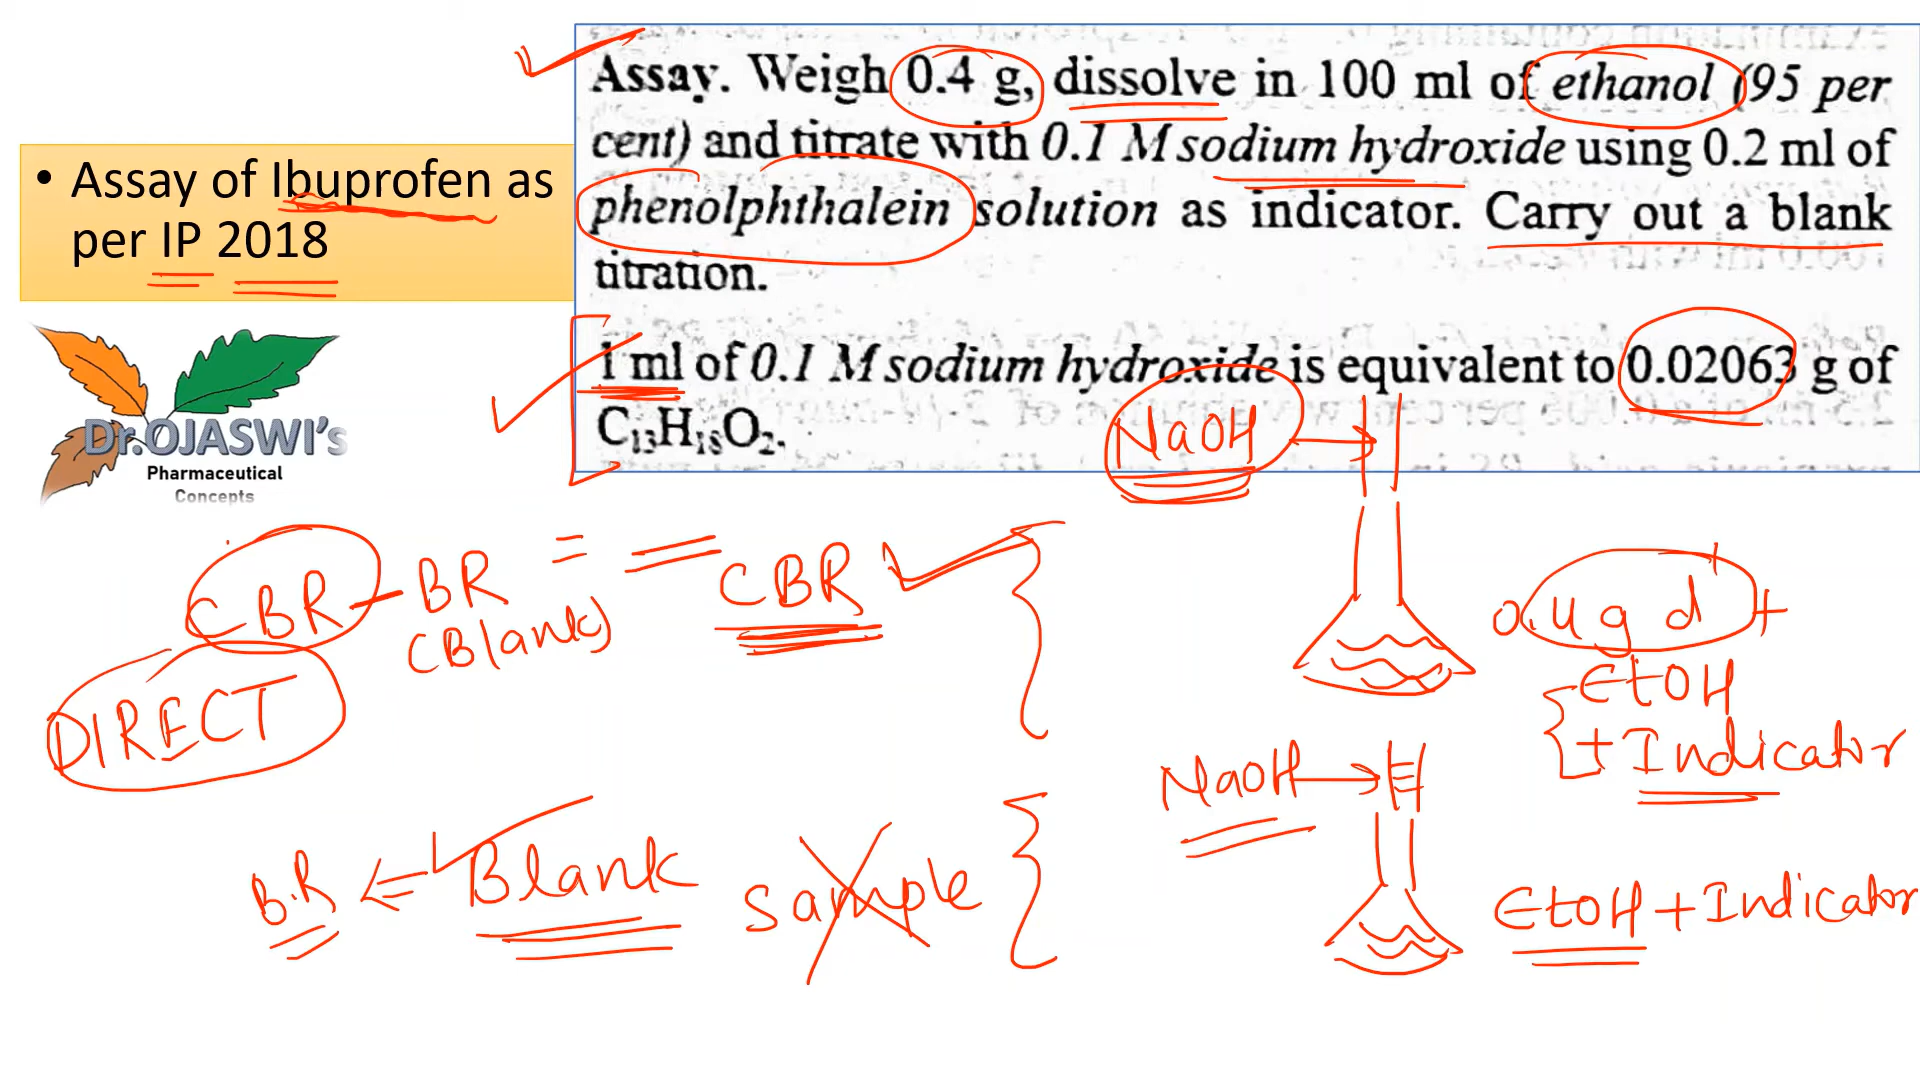 Assay. Weigh 0.4 g, dissolve in 100 ml of ethanol (95 per
cent) and titrate with 0.1 M sodium hydroxide using 0.2 ml of
phenolphthalein solution as indicator. Carry out a blank
titration.
1 ml of 0.1 M sodium hydroxide is equivalent to 0.02063 g of
C₁₃H₁₈O₂.
• Assay of Ibuprofen as
per IP 2018
Dr.OJASWI's
Pharmaceutical
Concepts
NaOH
CBR - BR = = CBR
(Blank)
DIRECT
0.4 g d +
EtOH
+ Indicator
NaOH
B.R ⇐ Blank Sample
EtOH + Indicator